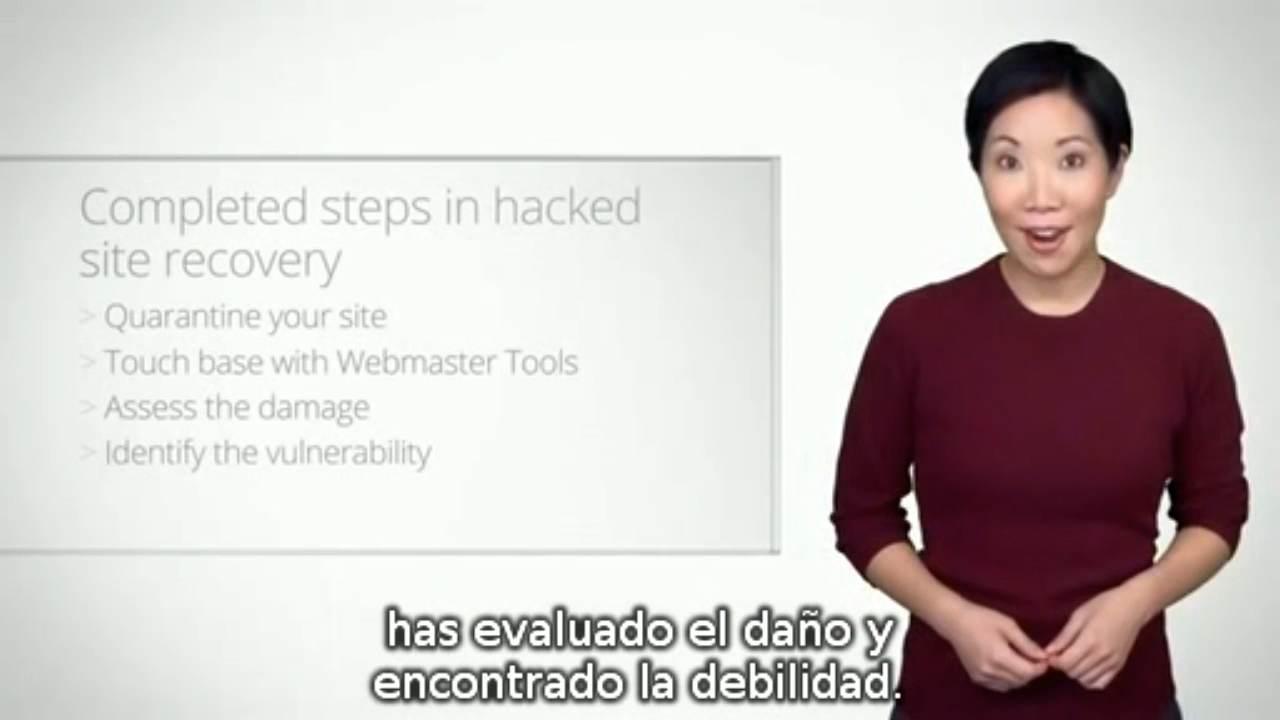 Completed steps in hacked
site recovery
> Quarantine your site
> Touch base with Webmaster Tools
> Assess the damage
> Identify the vulnerability
has evaluado el daño y
encontrado la debilidad.